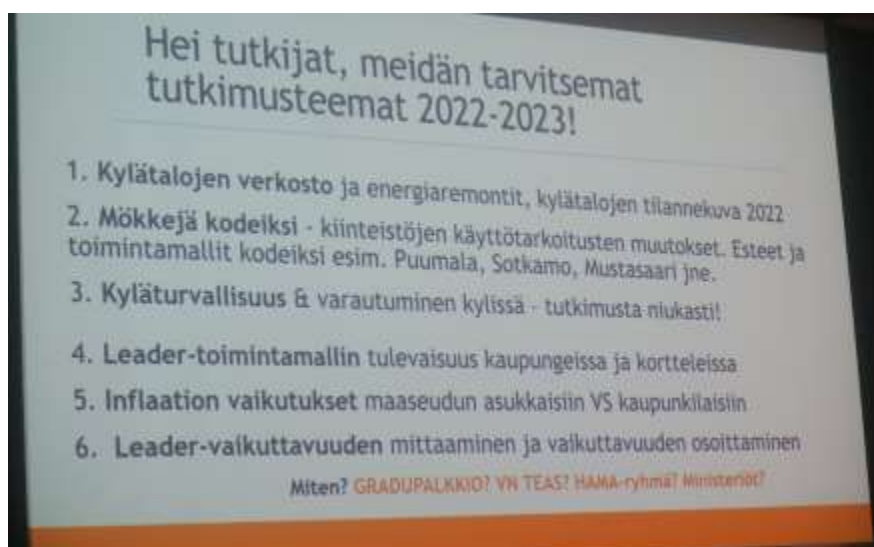 Hei tutkijat, meidän tarvitsemat
tutkimusteemat 2022-2023!
1. Kylätalojen verkosto ja energiaremontit, kylätalojen tilannekuva 2022
2. Mökkejä kodeiksi - kiinteistöjen käyttötarkoitusten muutokset. Esteet ja
toimintamallit kodeiksi esim. Puumala, Sotkamo, Mustasaari jne.
3. Kyläturvallisuus & varautuminen kylissä - tutkimusta niukasti!
4. Leader-toimintamallin tulevaisuus kaupungeissa ja kortteleissa
5. Inflaation vaikutukset maaseudun asukkaisiin VS kaupunkilaisiin
6. Leader-vaikuttavuuden mittaaminen ja vaikuttavuuden osoittaminen
Miten? GRADUPALKKIO? VN TEAS? HAMA-ryhmä? Ministeriöt?